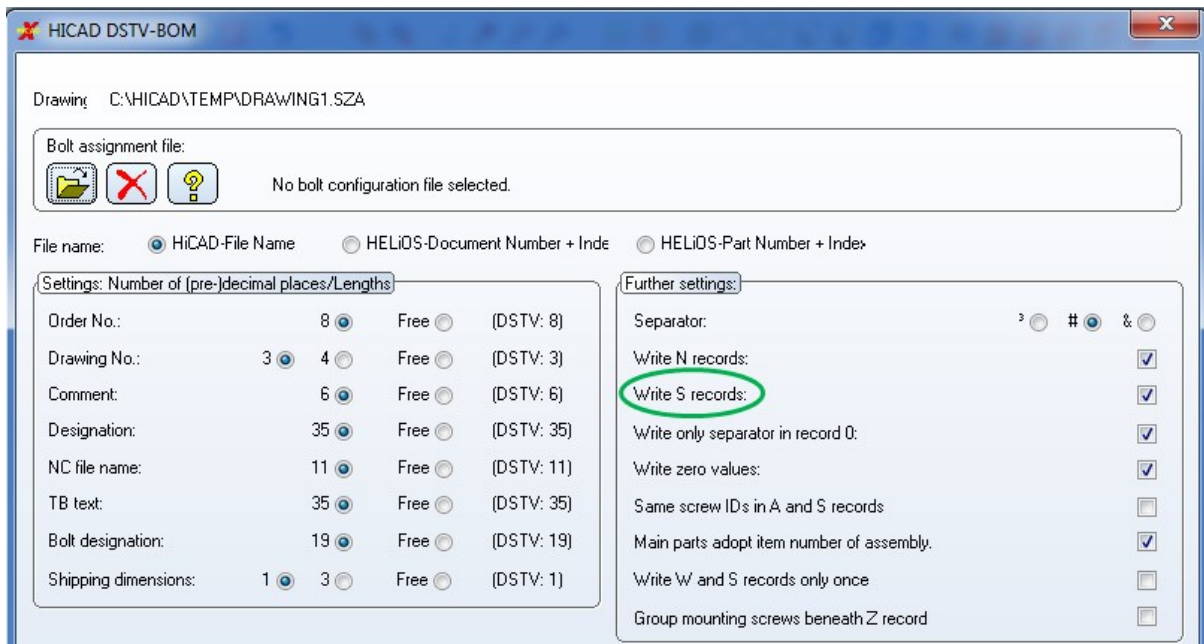 HICAD DSTV-BOM
Drawing C:\HICAD\TEMP\DRAWING1.SZA
Bolt assignment file:
No bolt configuration file selected.
File name: HiCAD-File Name HELiOS-Document Number + Inde HELiOS-Part Number + Index
Settings: Number of (pre-)decimal places/Lengths
Order No.: 8 Free (DSTV: 8)
Drawing No.: 3 4 Free (DSTV: 3)
Comment: 6 Free (DSTV: 6)
Designation: 35 Free (DSTV: 35)
NC file name: 11 Free (DSTV: 11)
TB text: 35 Free (DSTV: 35)
Bolt designation: 19 Free (DSTV: 19)
Shipping dimensions: 1 3 Free (DSTV: 1)
Further settings:
Separator: ³ # &
Write N records:
Write S records:
Write only separator in record 0:
Write zero values:
Same screw IDs in A and S records
Main parts adopt item number of assembly.
Write W and S records only once
Group mounting screws beneath Z record